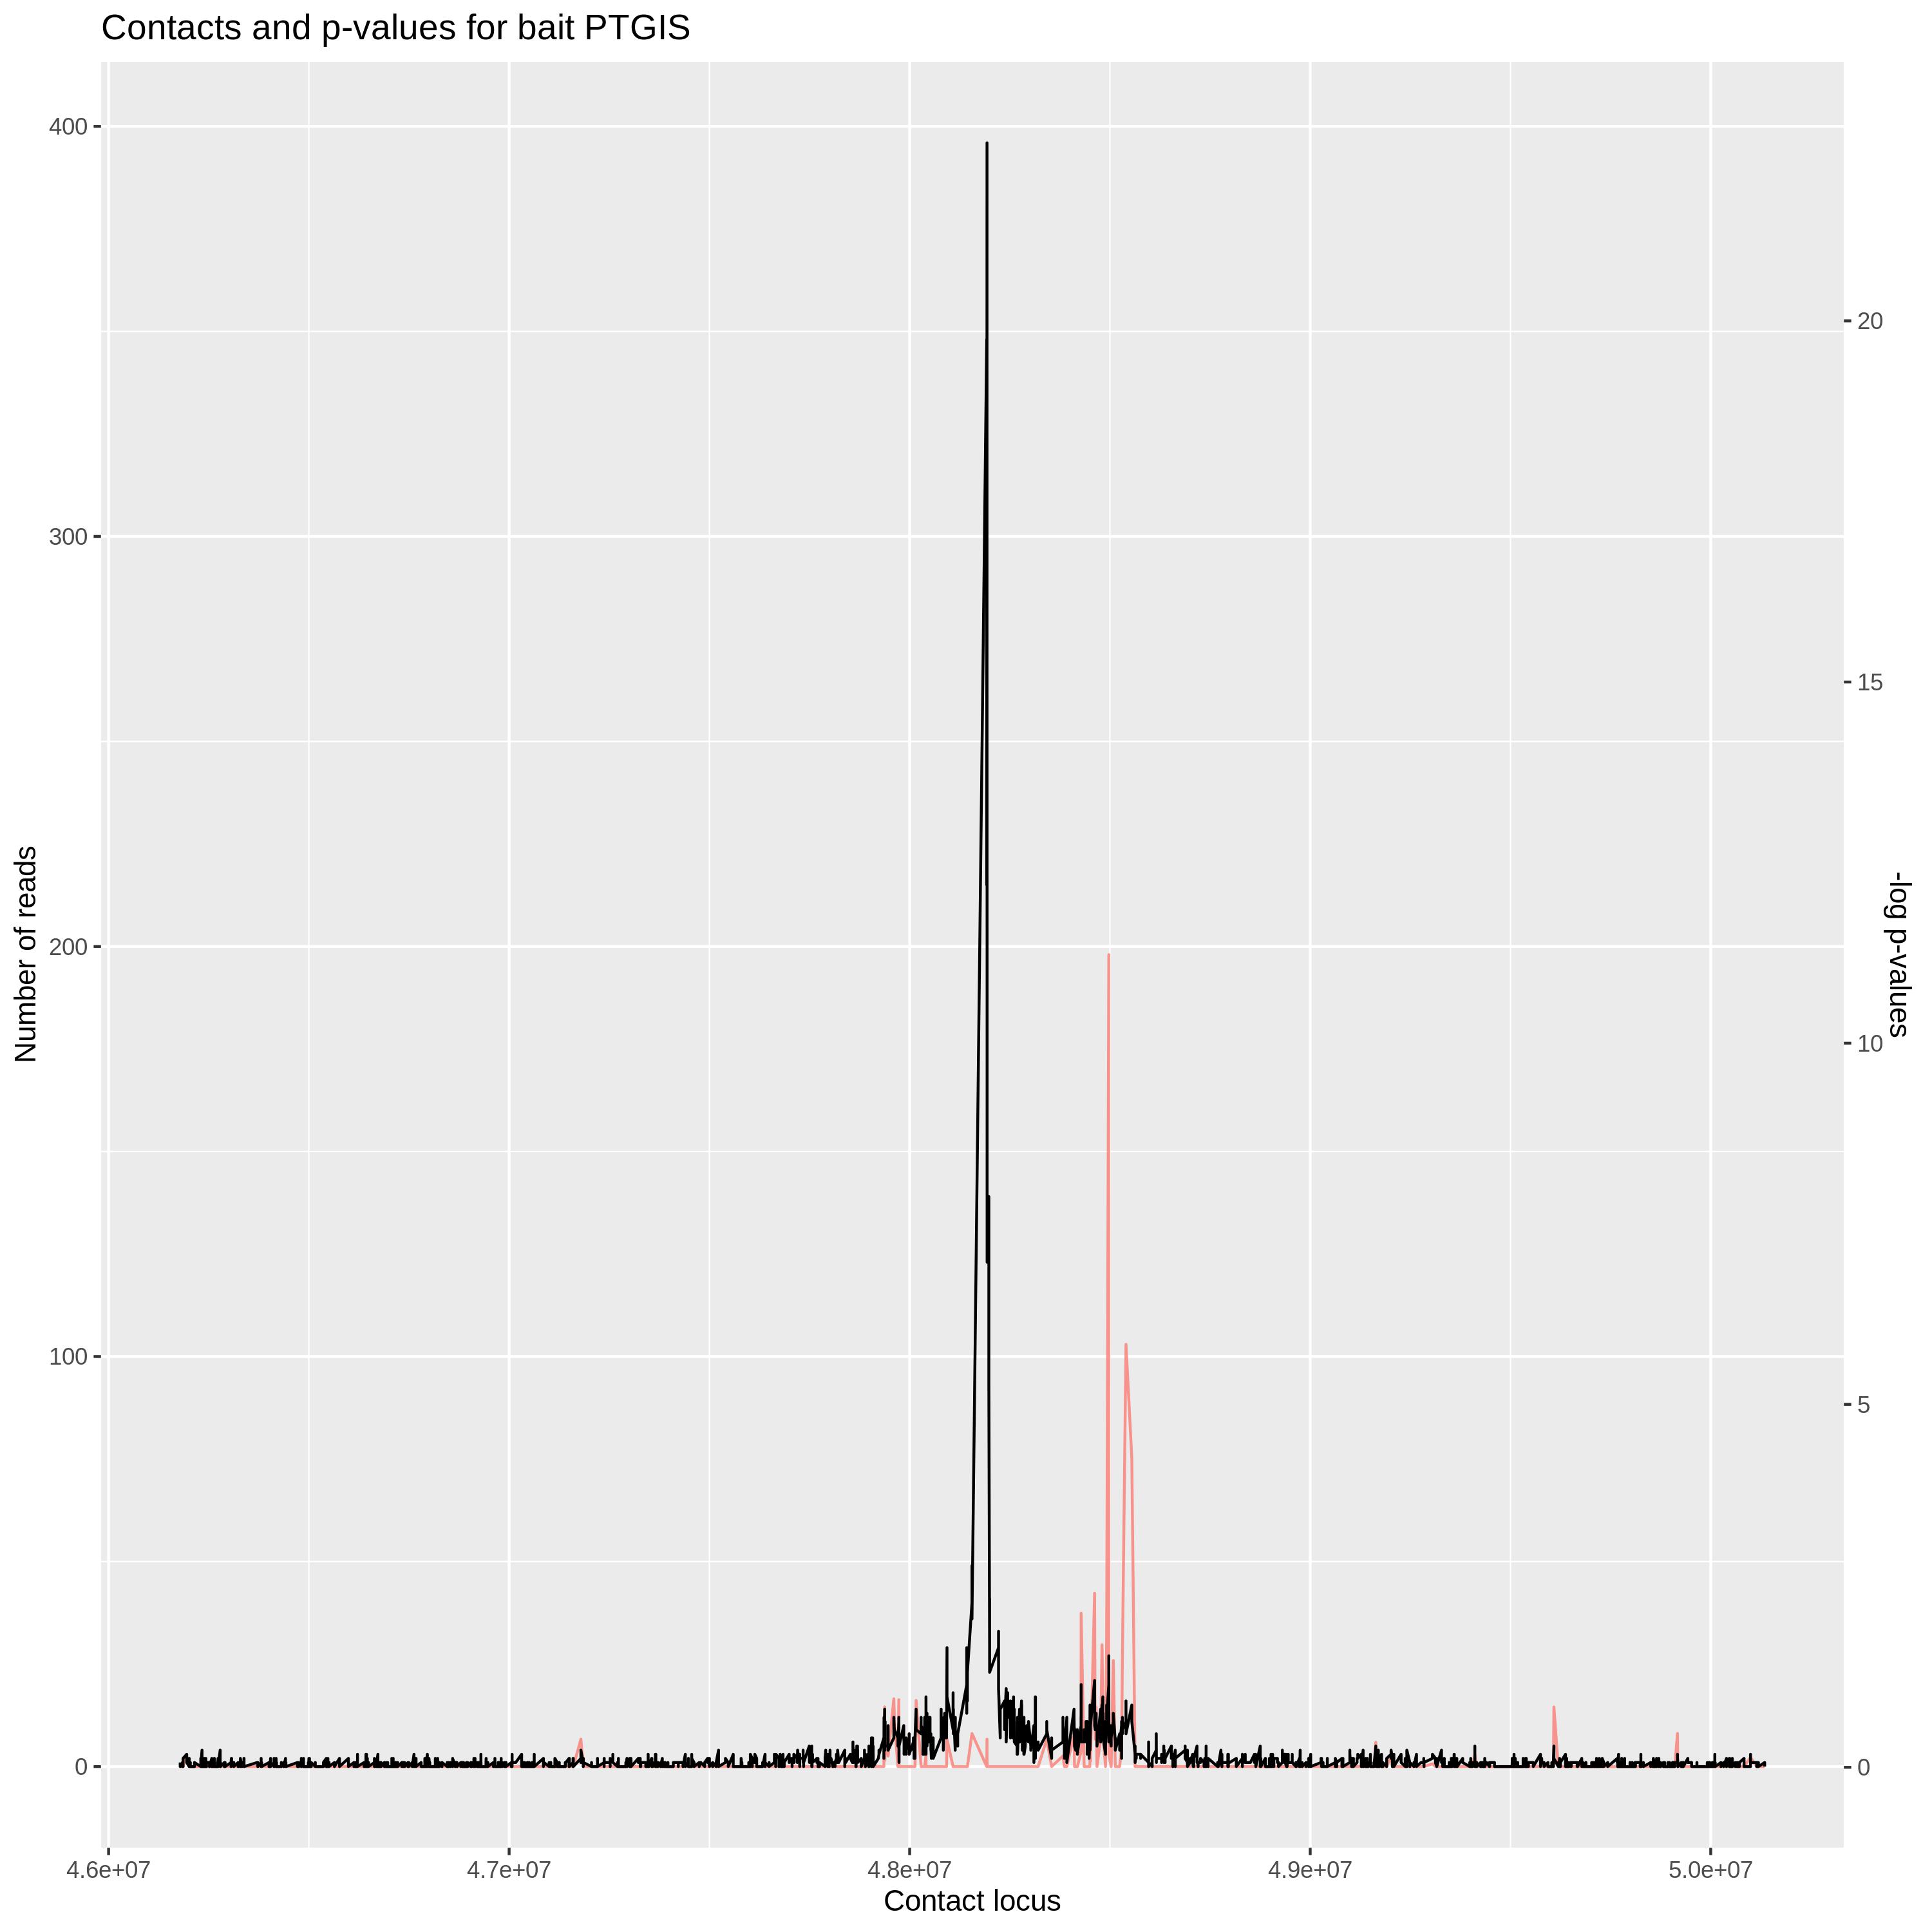 Contacts and p-values for bait PTGIS
400
300
200
100
0
20
15
10
5
0
Number of reads
-log p-values
4.6e+07 4.7e+07 4.8e+07 4.9e+07 5.0e+07
Contact locus